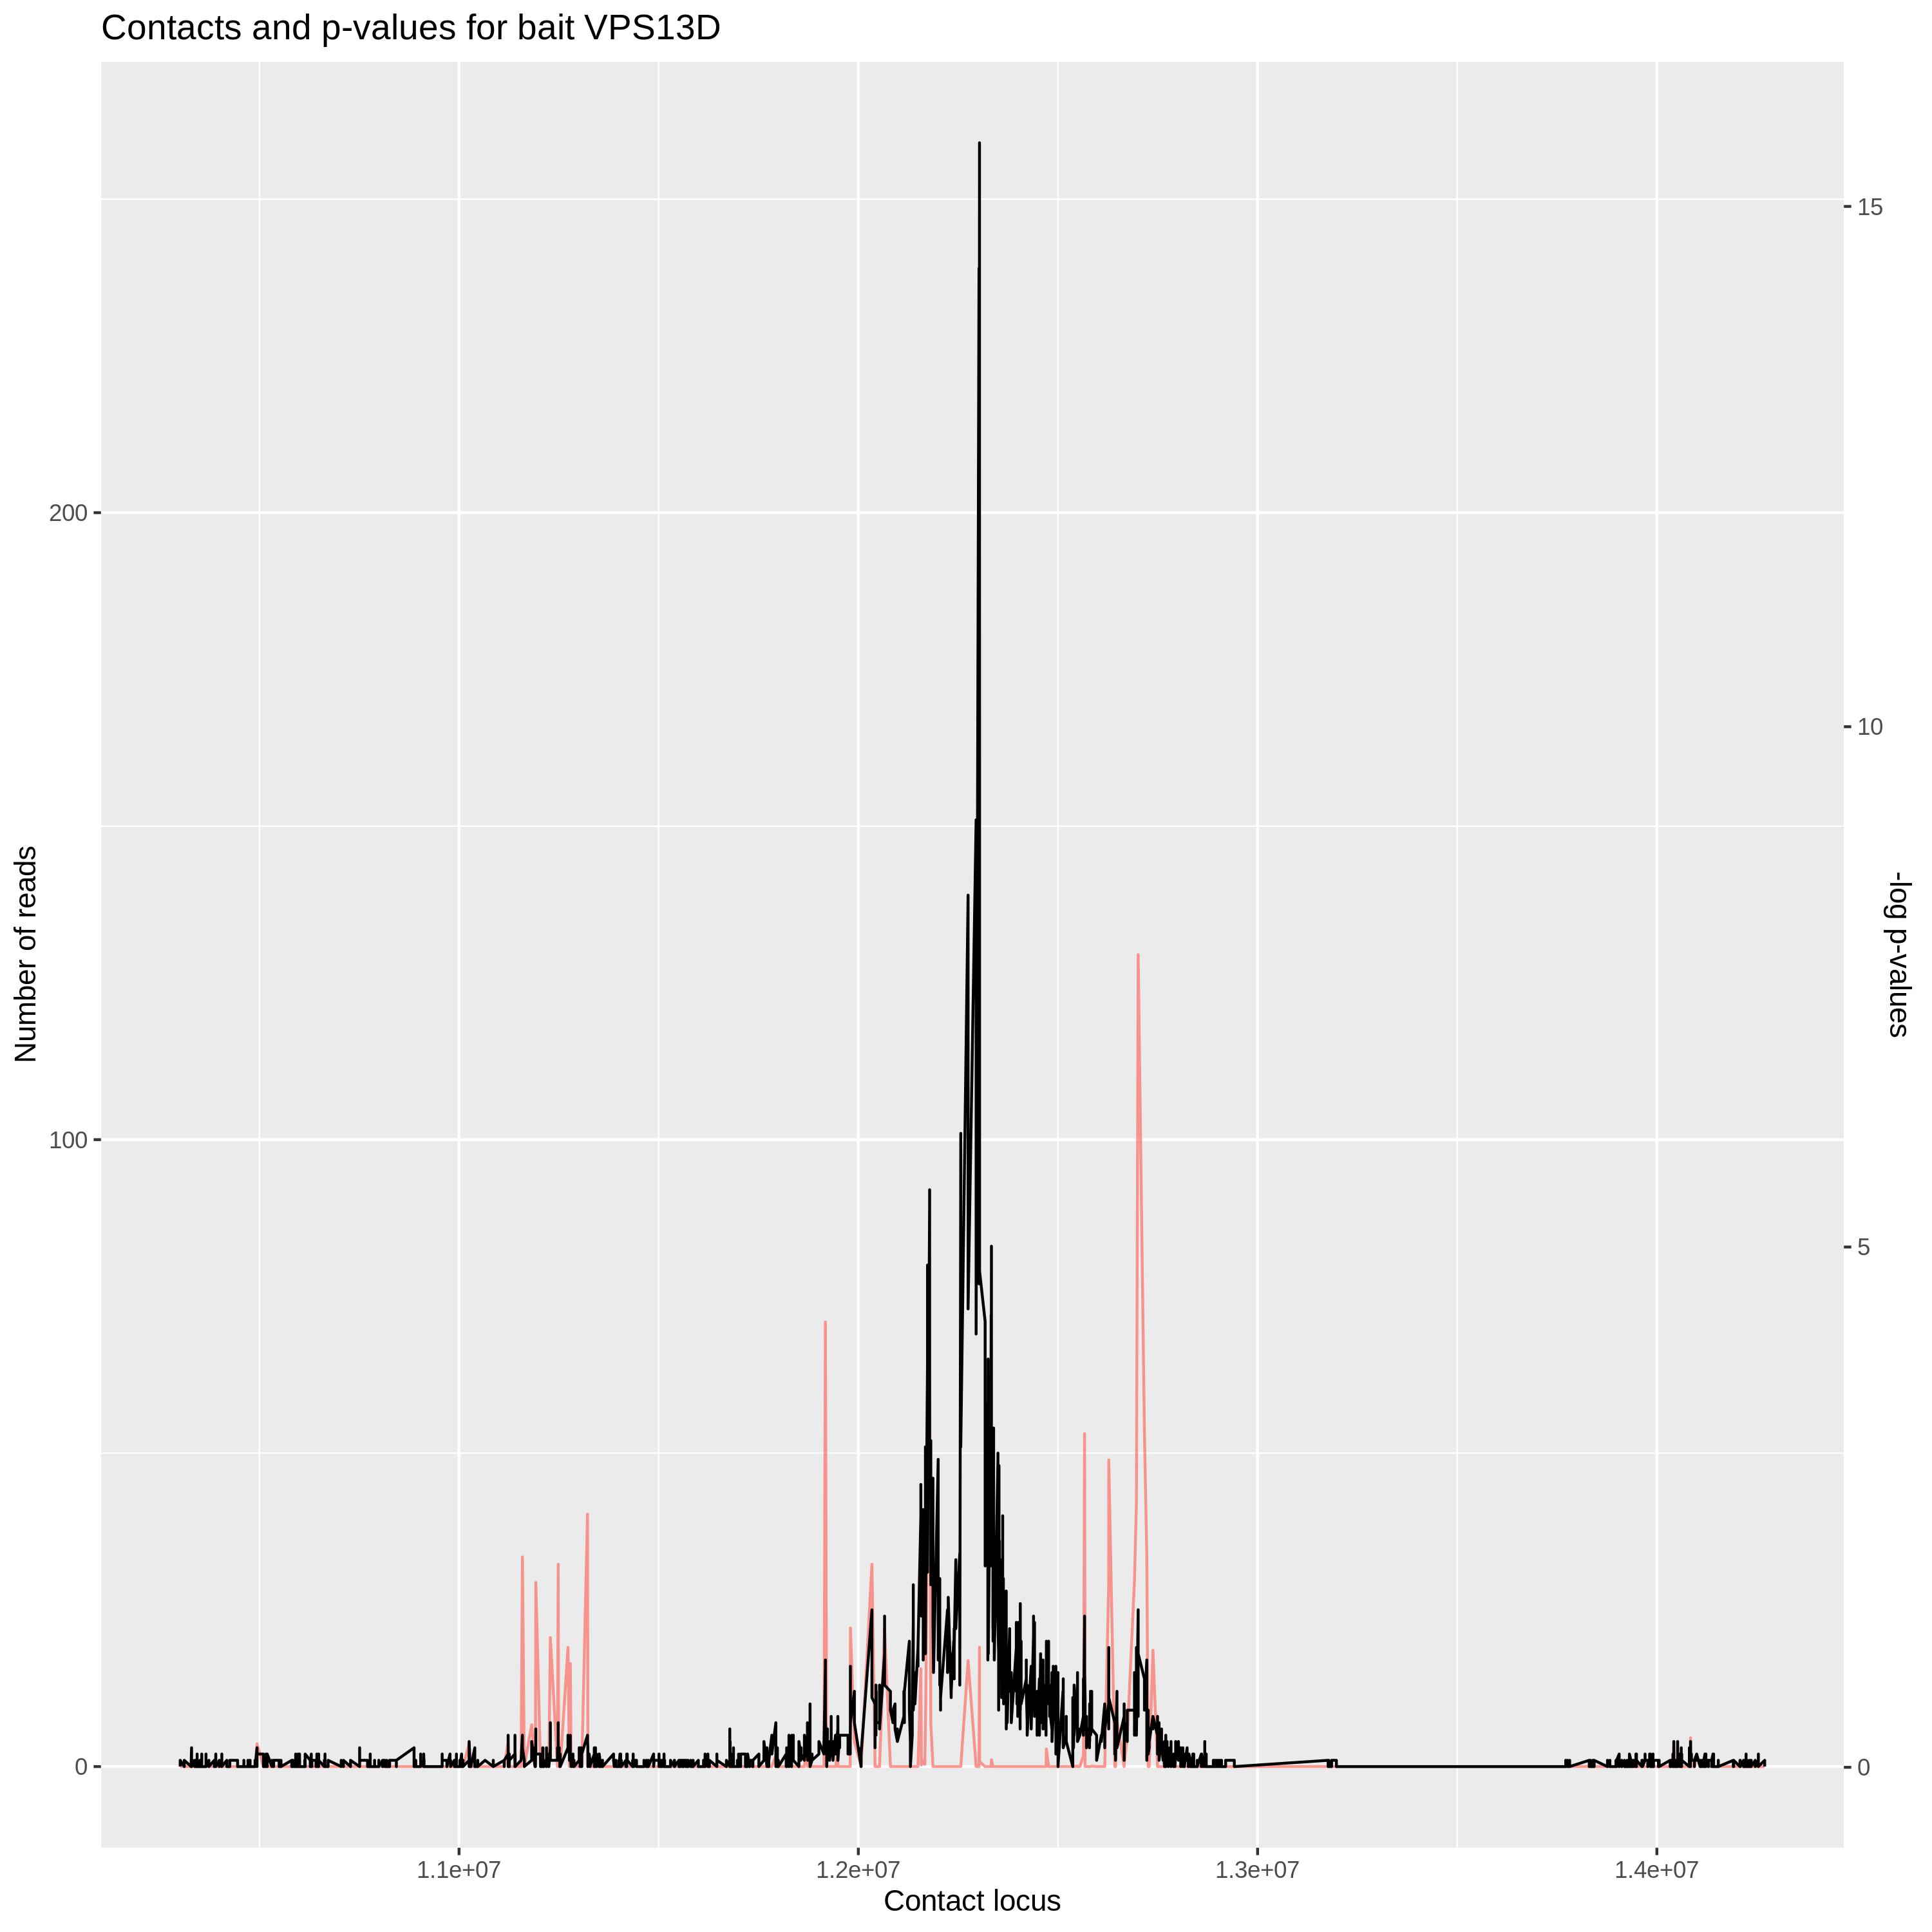 Contacts and p-values for bait VPS13D
Number of reads
200
100
0
15
10
5
0
-log p-values
1.1e+07
1.2e+07
1.3e+07
1.4e+07
Contact locus